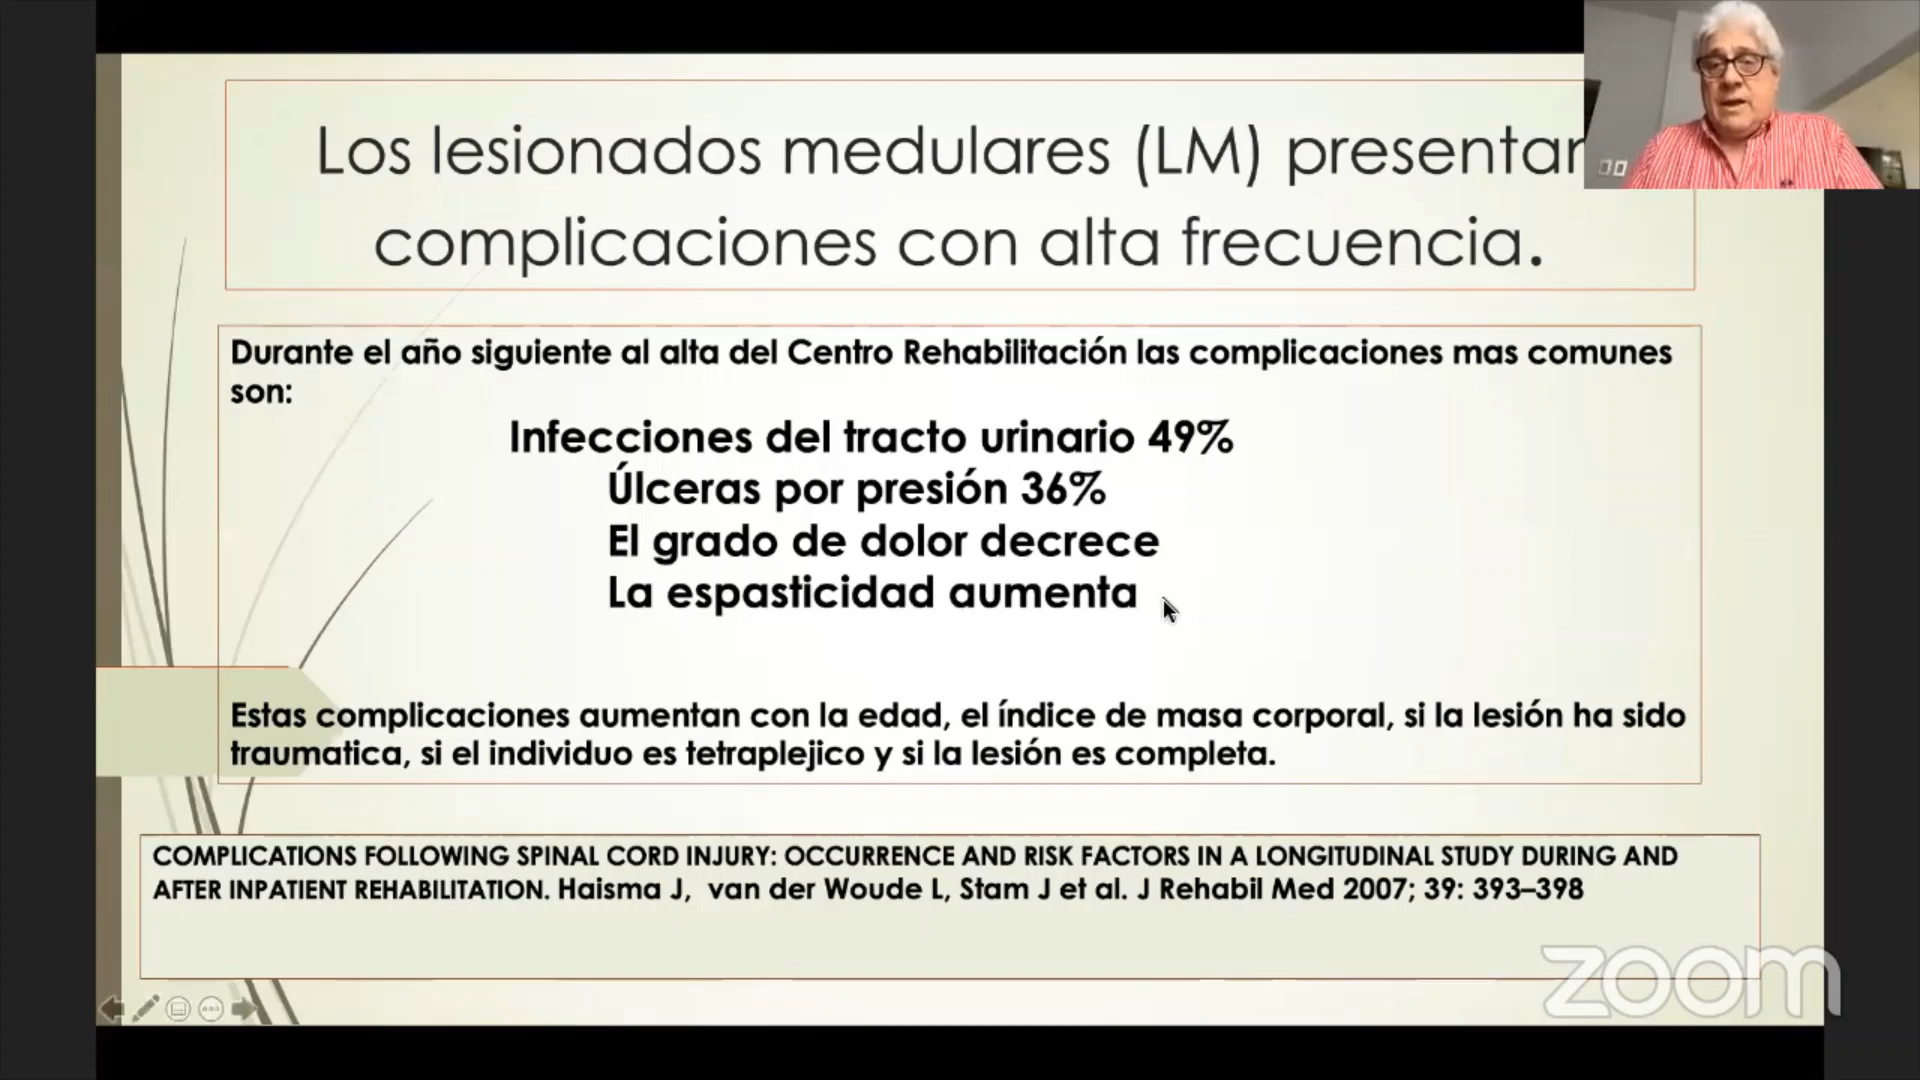 Los lesionados medulares (LM) presentan
complicaciones con alta frecuencia.
Durante el año siguiente al alta del Centro Rehabilitación las complicaciones mas comunes
son:
Infecciones del tracto urinario 49%
Úlceras por presión 36%
El grado de dolor decrece
La espasticidad aumenta
Estas complicaciones aumentan con la edad, el índice de masa corporal, si la lesión ha sido
traumatica, si el individuo es tetraplejico y si la lesión es completa.
COMPLICATIONS FOLLOWING SPINAL CORD INJURY: OCCURRENCE AND RISK FACTORS IN A LONGITUDINAL STUDY DURING AND
AFTER INPATIENT REHABILITATION. Haisma J, van der Woude L, Stam J et al. J Rehabil Med 2007; 39: 393–398
zoom